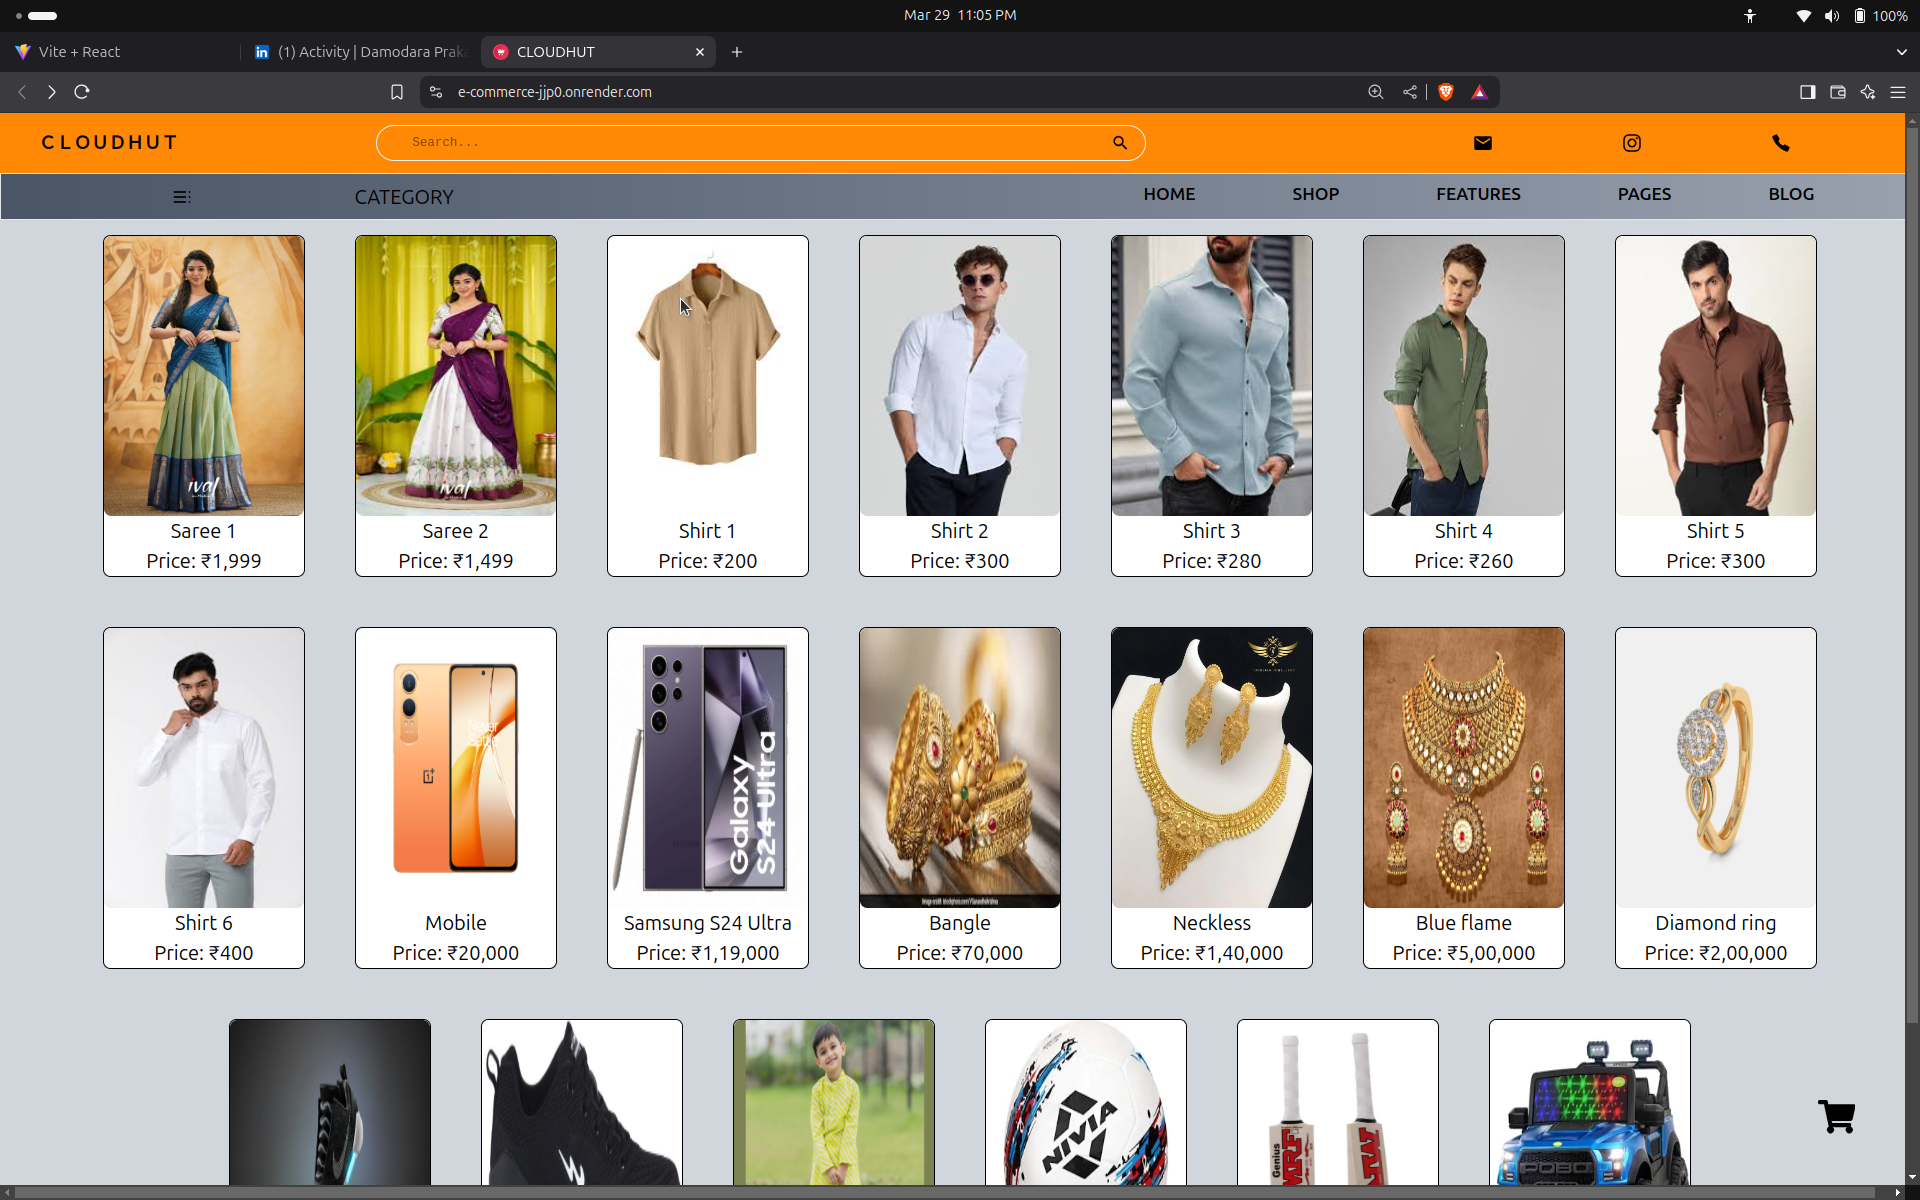 Mar 29 11:05 PM
100%
Vite + React
(1) Activity | Damodara Prak
CLOUDHUT
e-commerce-jjp0.onrender.com
CLOUDHUT
Search...
CATEGORY
HOME SHOP FEATURES PAGES BLOG
ival
ival
Saree 1
Price: ₹1,999
Saree 2
Price: ₹1,499
Shirt 1
Price: ₹200
Shirt 2
Price: ₹300
Shirt 3
Price: ₹280
Shirt 4
Price: ₹260
Shirt 5
Price: ₹300
Never
Settle
Galaxy
S24 Ultra
Shirt 6
Price: ₹400
Mobile
Price: ₹20,000
Samsung S24 Ultra
Price: ₹1,19,000
Bangle
Price: ₹70,000
Neckless
Price: ₹1,40,000
Blue flame
Price: ₹5,00,000
Diamond ring
Price: ₹2,00,000
NIVIA
Genius
MRF